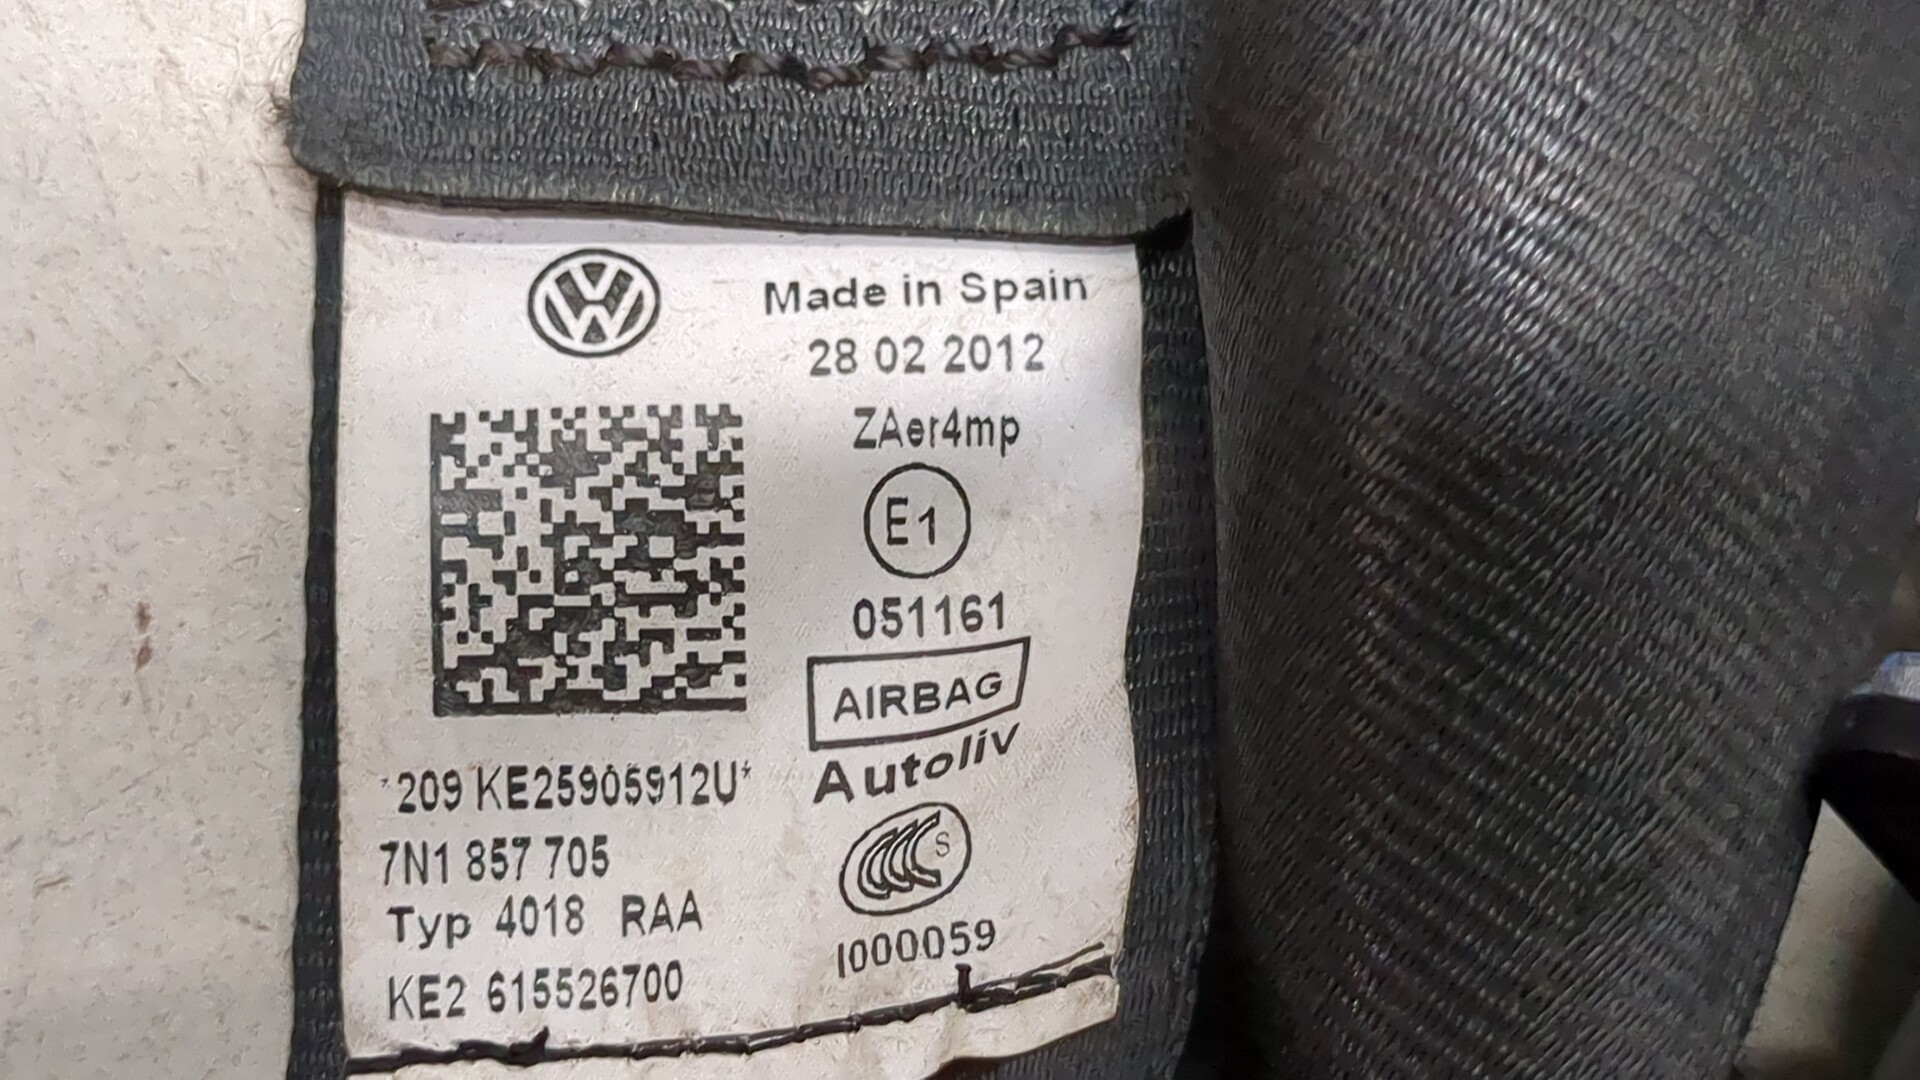 Made in Spain
28 02 2012
ZAer4mp
E1
051161
AIRBAG
Autoliv
S
I000059
*209 KE25905912U*
7N1 857 705
Typ 4018 RAA
KE2 615526700